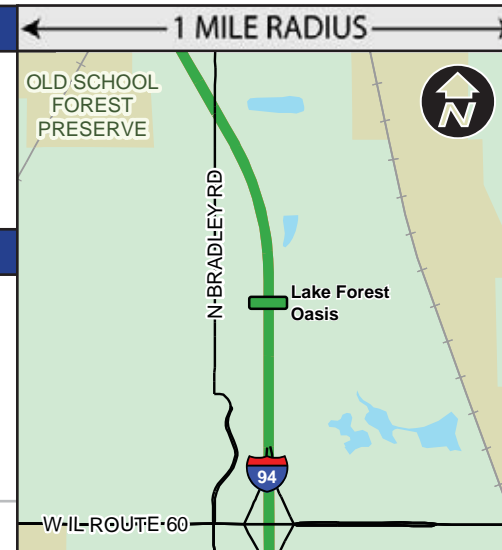 1 MILE RADIUS
OLD SCHOOL
FOREST
PRESERVE
N
N BRADLEY RD
Lake Forest
Oasis
94
W IL ROUTE 60